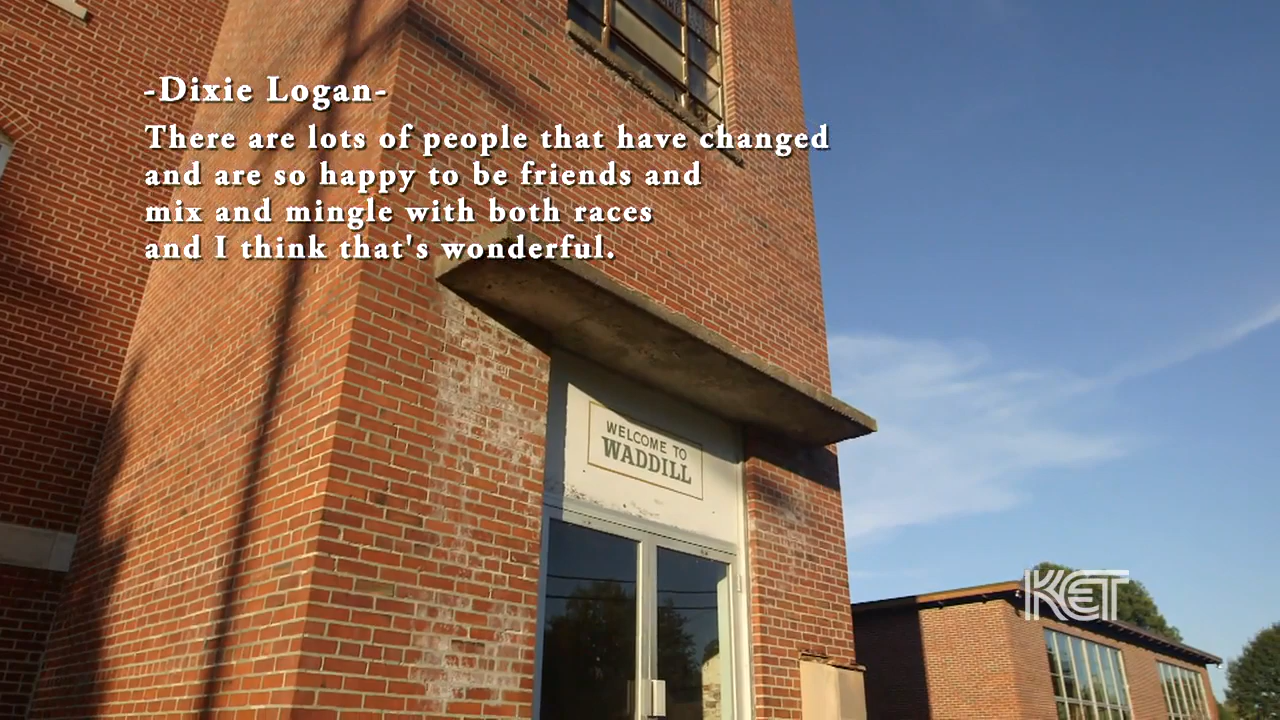 -Dixie Logan-
There are lots of people that have changed
and are so happy to be friends and
mix and mingle with both races
and I think that's wonderful.
WELCOME TO
WADDILL
KET